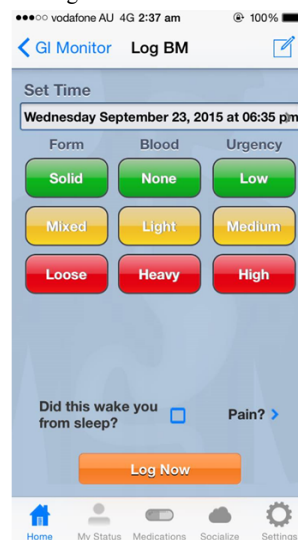 vodafone AU 4G 2:37 am 100%
GI Monitor Log BM
Set Time
Wednesday September 23, 2015 at 06:35 pm
Form Blood Urgency
Solid None Low
Mixed Light Medium
Loose Heavy High
Did this wake you
from sleep?
Pain?
Log Now
Home My Status Medications Socialize Settings